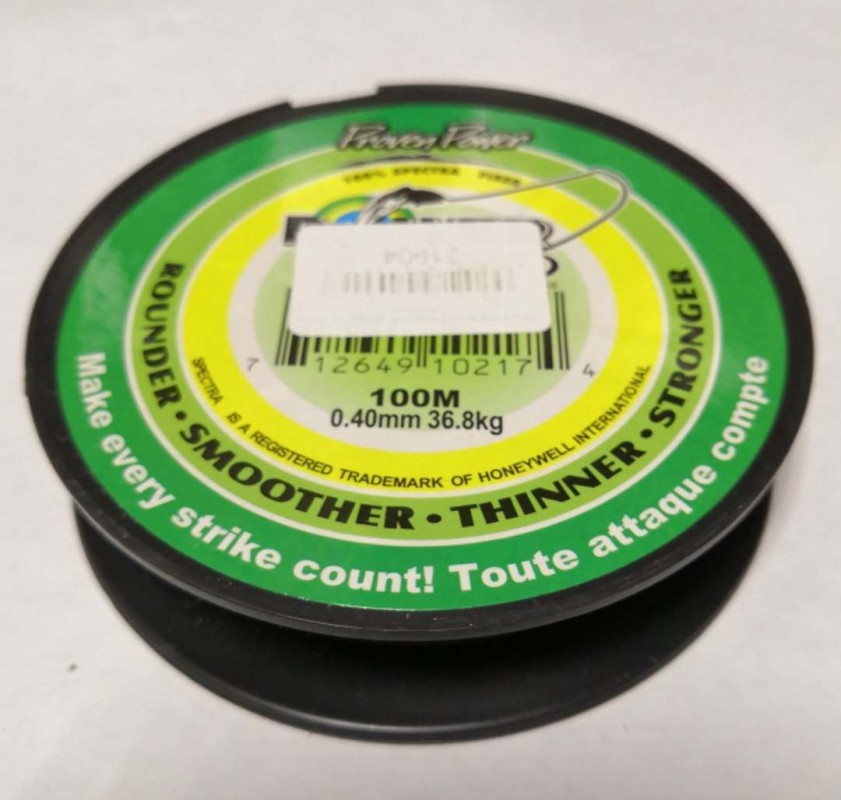 Proven Power
100% SPECTRA FIBER
21604
7 12649 10217 4
100M
0.40mm 36.8kg
SPECTRA IS A REGISTERED TRADEMARK OF HONEYWELL INTERNATIONAL
ROUNDER • SMOOTHER • THINNER • STRONGER
Make every strike count! Toute attaque compte